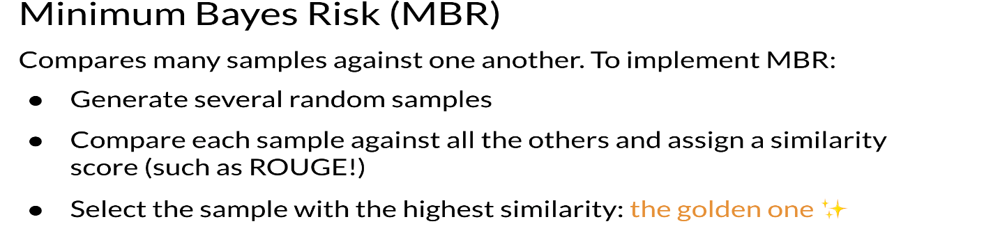 Minimum Bayes Risk (MBR)
Compares many samples against one another. To implement MBR:
● Generate several random samples
● Compare each sample against all the others and assign a similarity
score (such as ROUGE!)
● Select the sample with the highest similarity: the golden one ✨